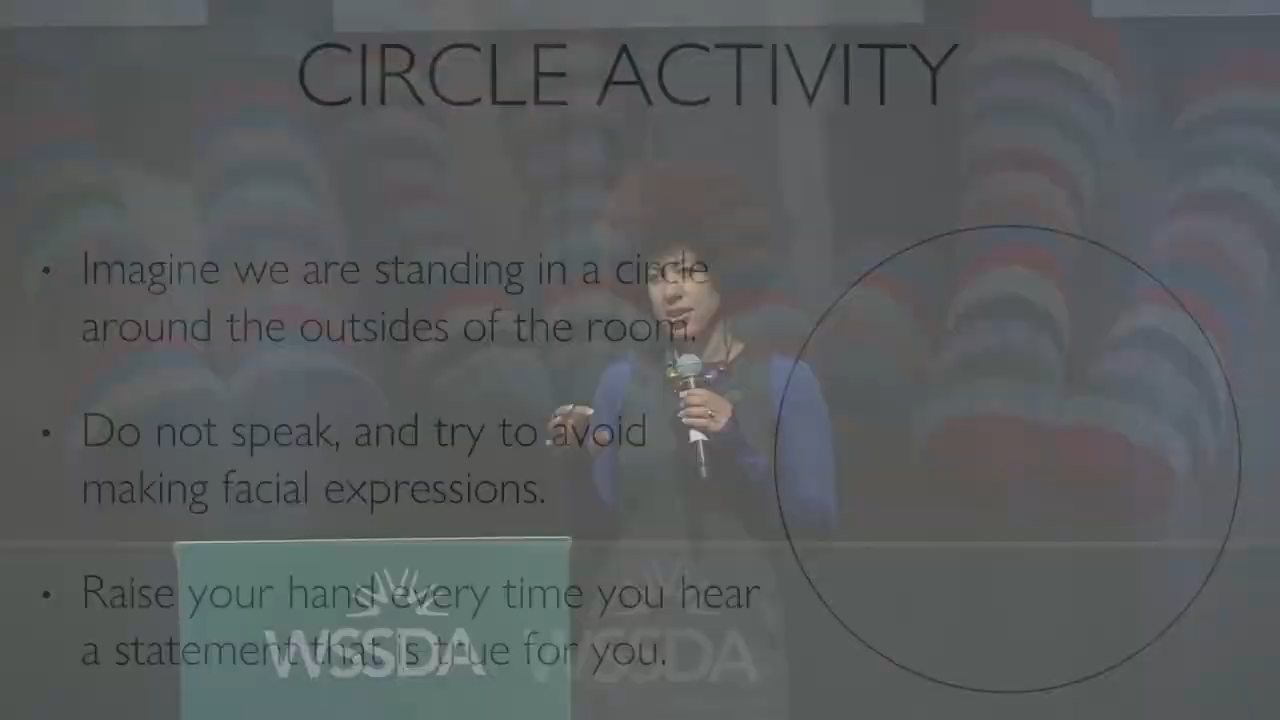 CIRCLE ACTIVITY
• Imagine we are standing in a circle
around the outsides of the room.
• Do not speak, and try to avoid
making facial expressions.
• Raise your hand every time you hear
a statement that is true for you.
WSSDA
WSSDA